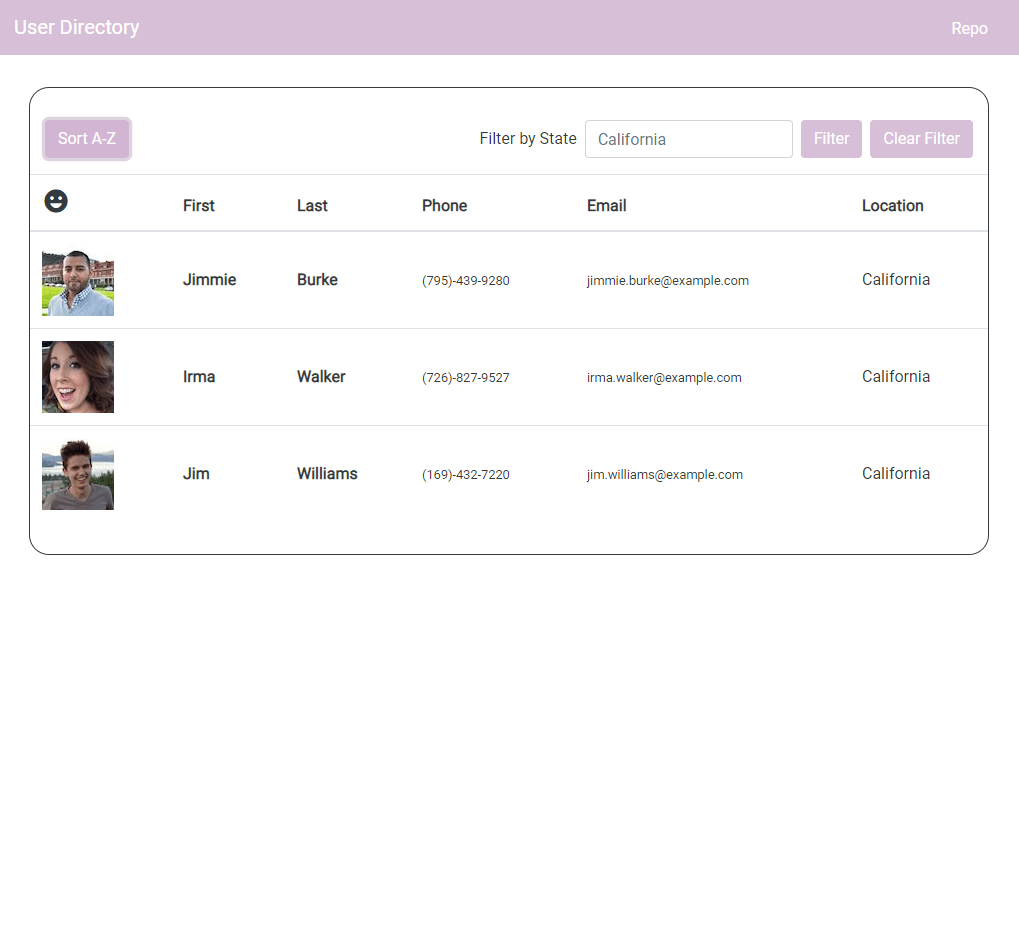 User Directory Repo
Sort A-Z Filter by State California Filter Clear Filter
First Last Phone Email Location
Jimmie Burke (795)-439-9280 jimmie.burke@example.com California
Irma Walker (726)-827-9527 irma.walker@example.com California
Jim Williams (169)-432-7220 jim.williams@example.com California